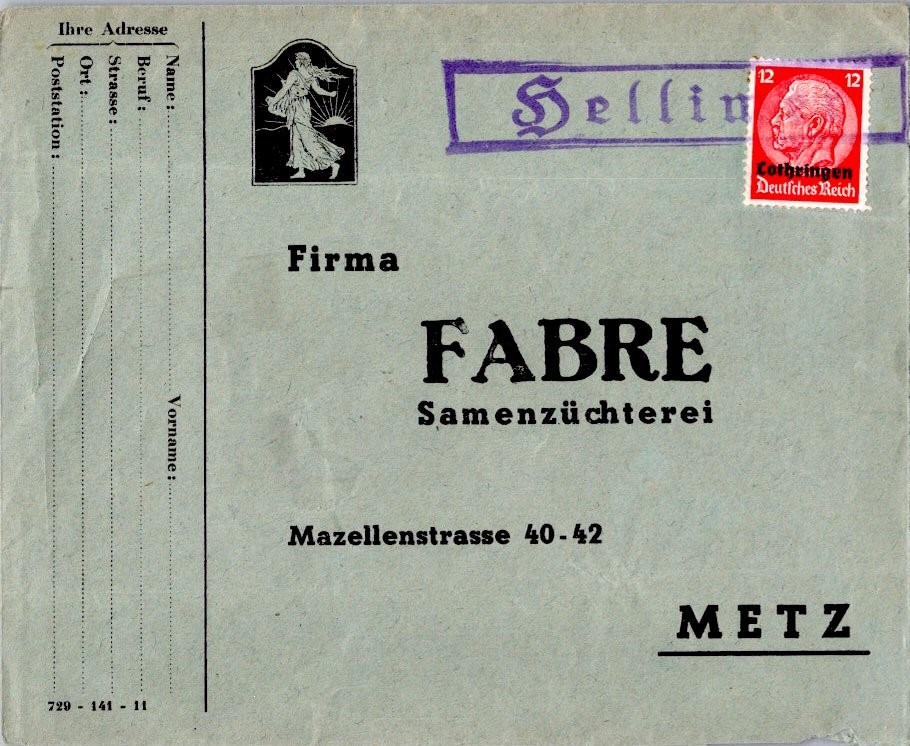 Ihre Adresse
Name: Vorname:
Beruf:
Strasse:
Ort:
Poststation:
729 - 141 - 11
12 12
Lothringen
Deutsches Reich
Firma
FABRE
Samenzüchterei
Mazellenstrasse 40-42
METZ